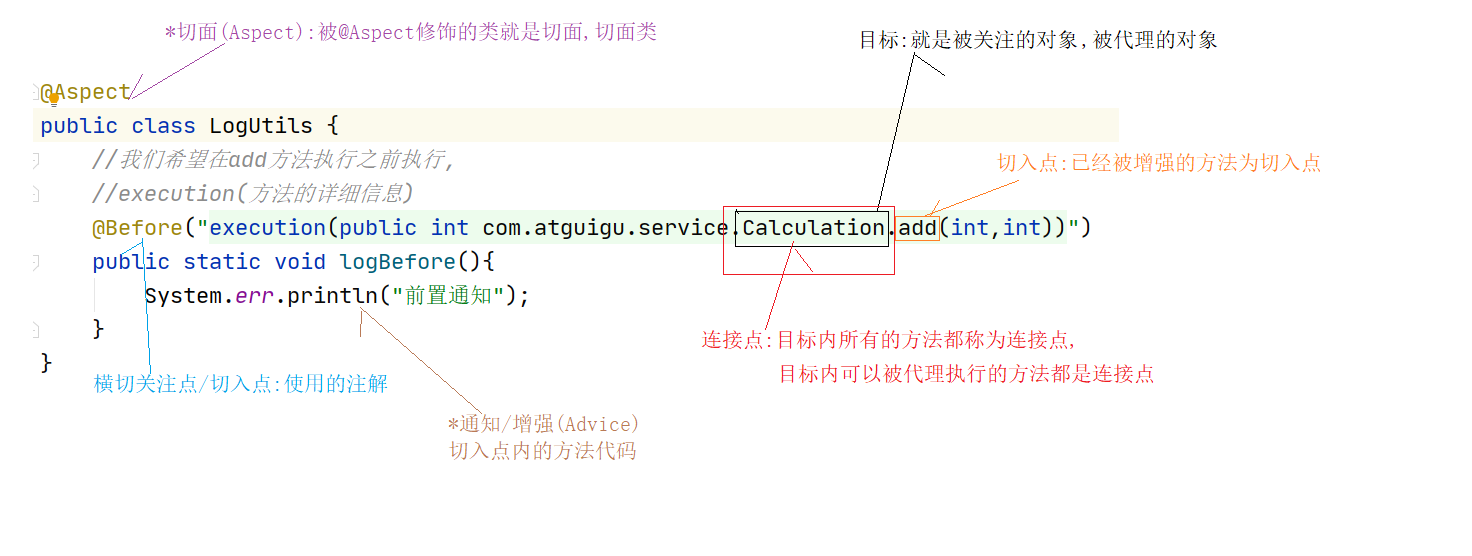 *切面(Aspect):被@Aspect修饰的类就是切面,切面类
目标:就是被关注的对象,被代理的对象
@Aspect
public class LogUtils {
//我们希望在add方法执行之前执行,
切入点:已经被增强的方法为切入点
//execution(方法的详细信息)
@Before("execution(public int com.atguigu.service.Calculation.add(int,int))")
public static void logBefore(){
System.err.println("前置通知");
}
连接点:目标内所有的方法都称为连接点,
}
目标内可以被代理执行的方法都是连接点
横切关注点/切入点:使用的注解
*通知/增强(Advice)
切入点内的方法代码